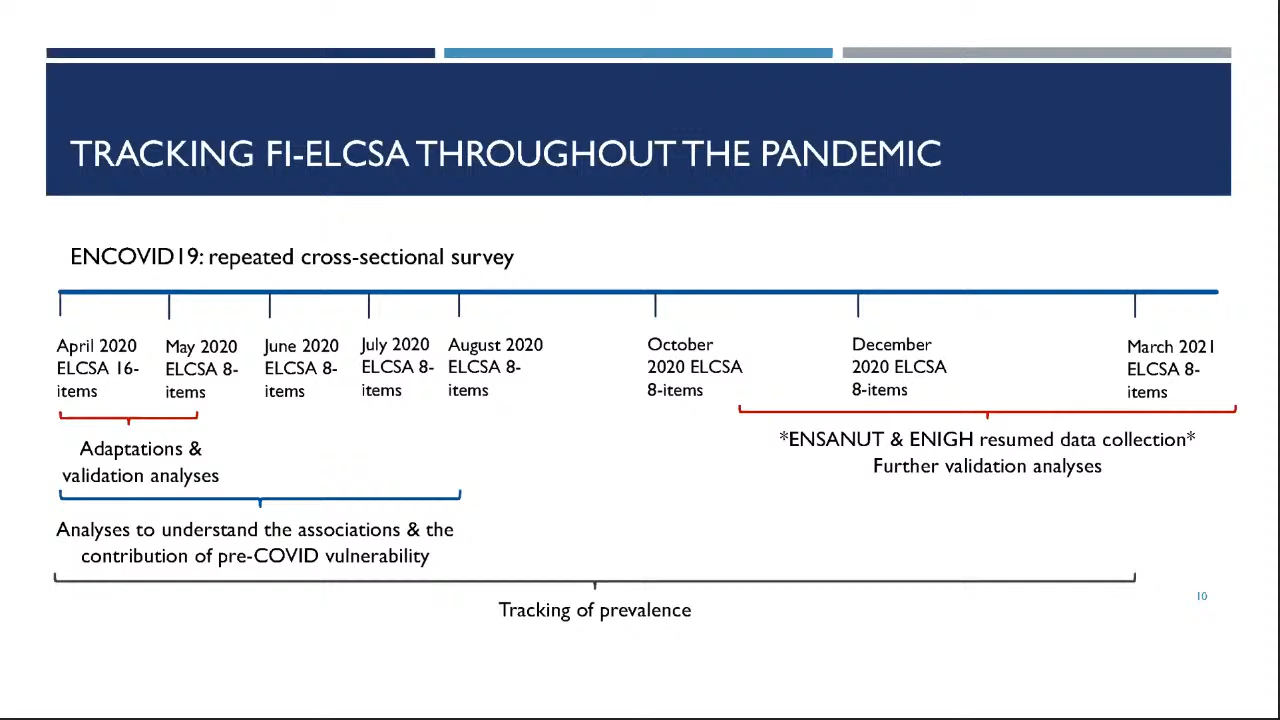 TRACKING FI-ELCSA THROUGHOUT THE PANDEMIC
ENCOVID19: repeated cross-sectional survey
April 2020
ELCSA 16-
items
May 2020
ELCSA 8-
items
June 2020
ELCSA 8-
items
July 2020
ELCSA 8-
items
August 2020
ELCSA 8-
items
October
2020 ELCSA
8-items
December
2020 ELCSA
8-items
March 2021
ELCSA 8-
items
Adaptations &
validation analyses
*ENSANUT & ENIGH resumed data collection*
Further validation analyses
Analyses to understand the associations & the
contribution of pre-COVID vulnerability
Tracking of prevalence
10